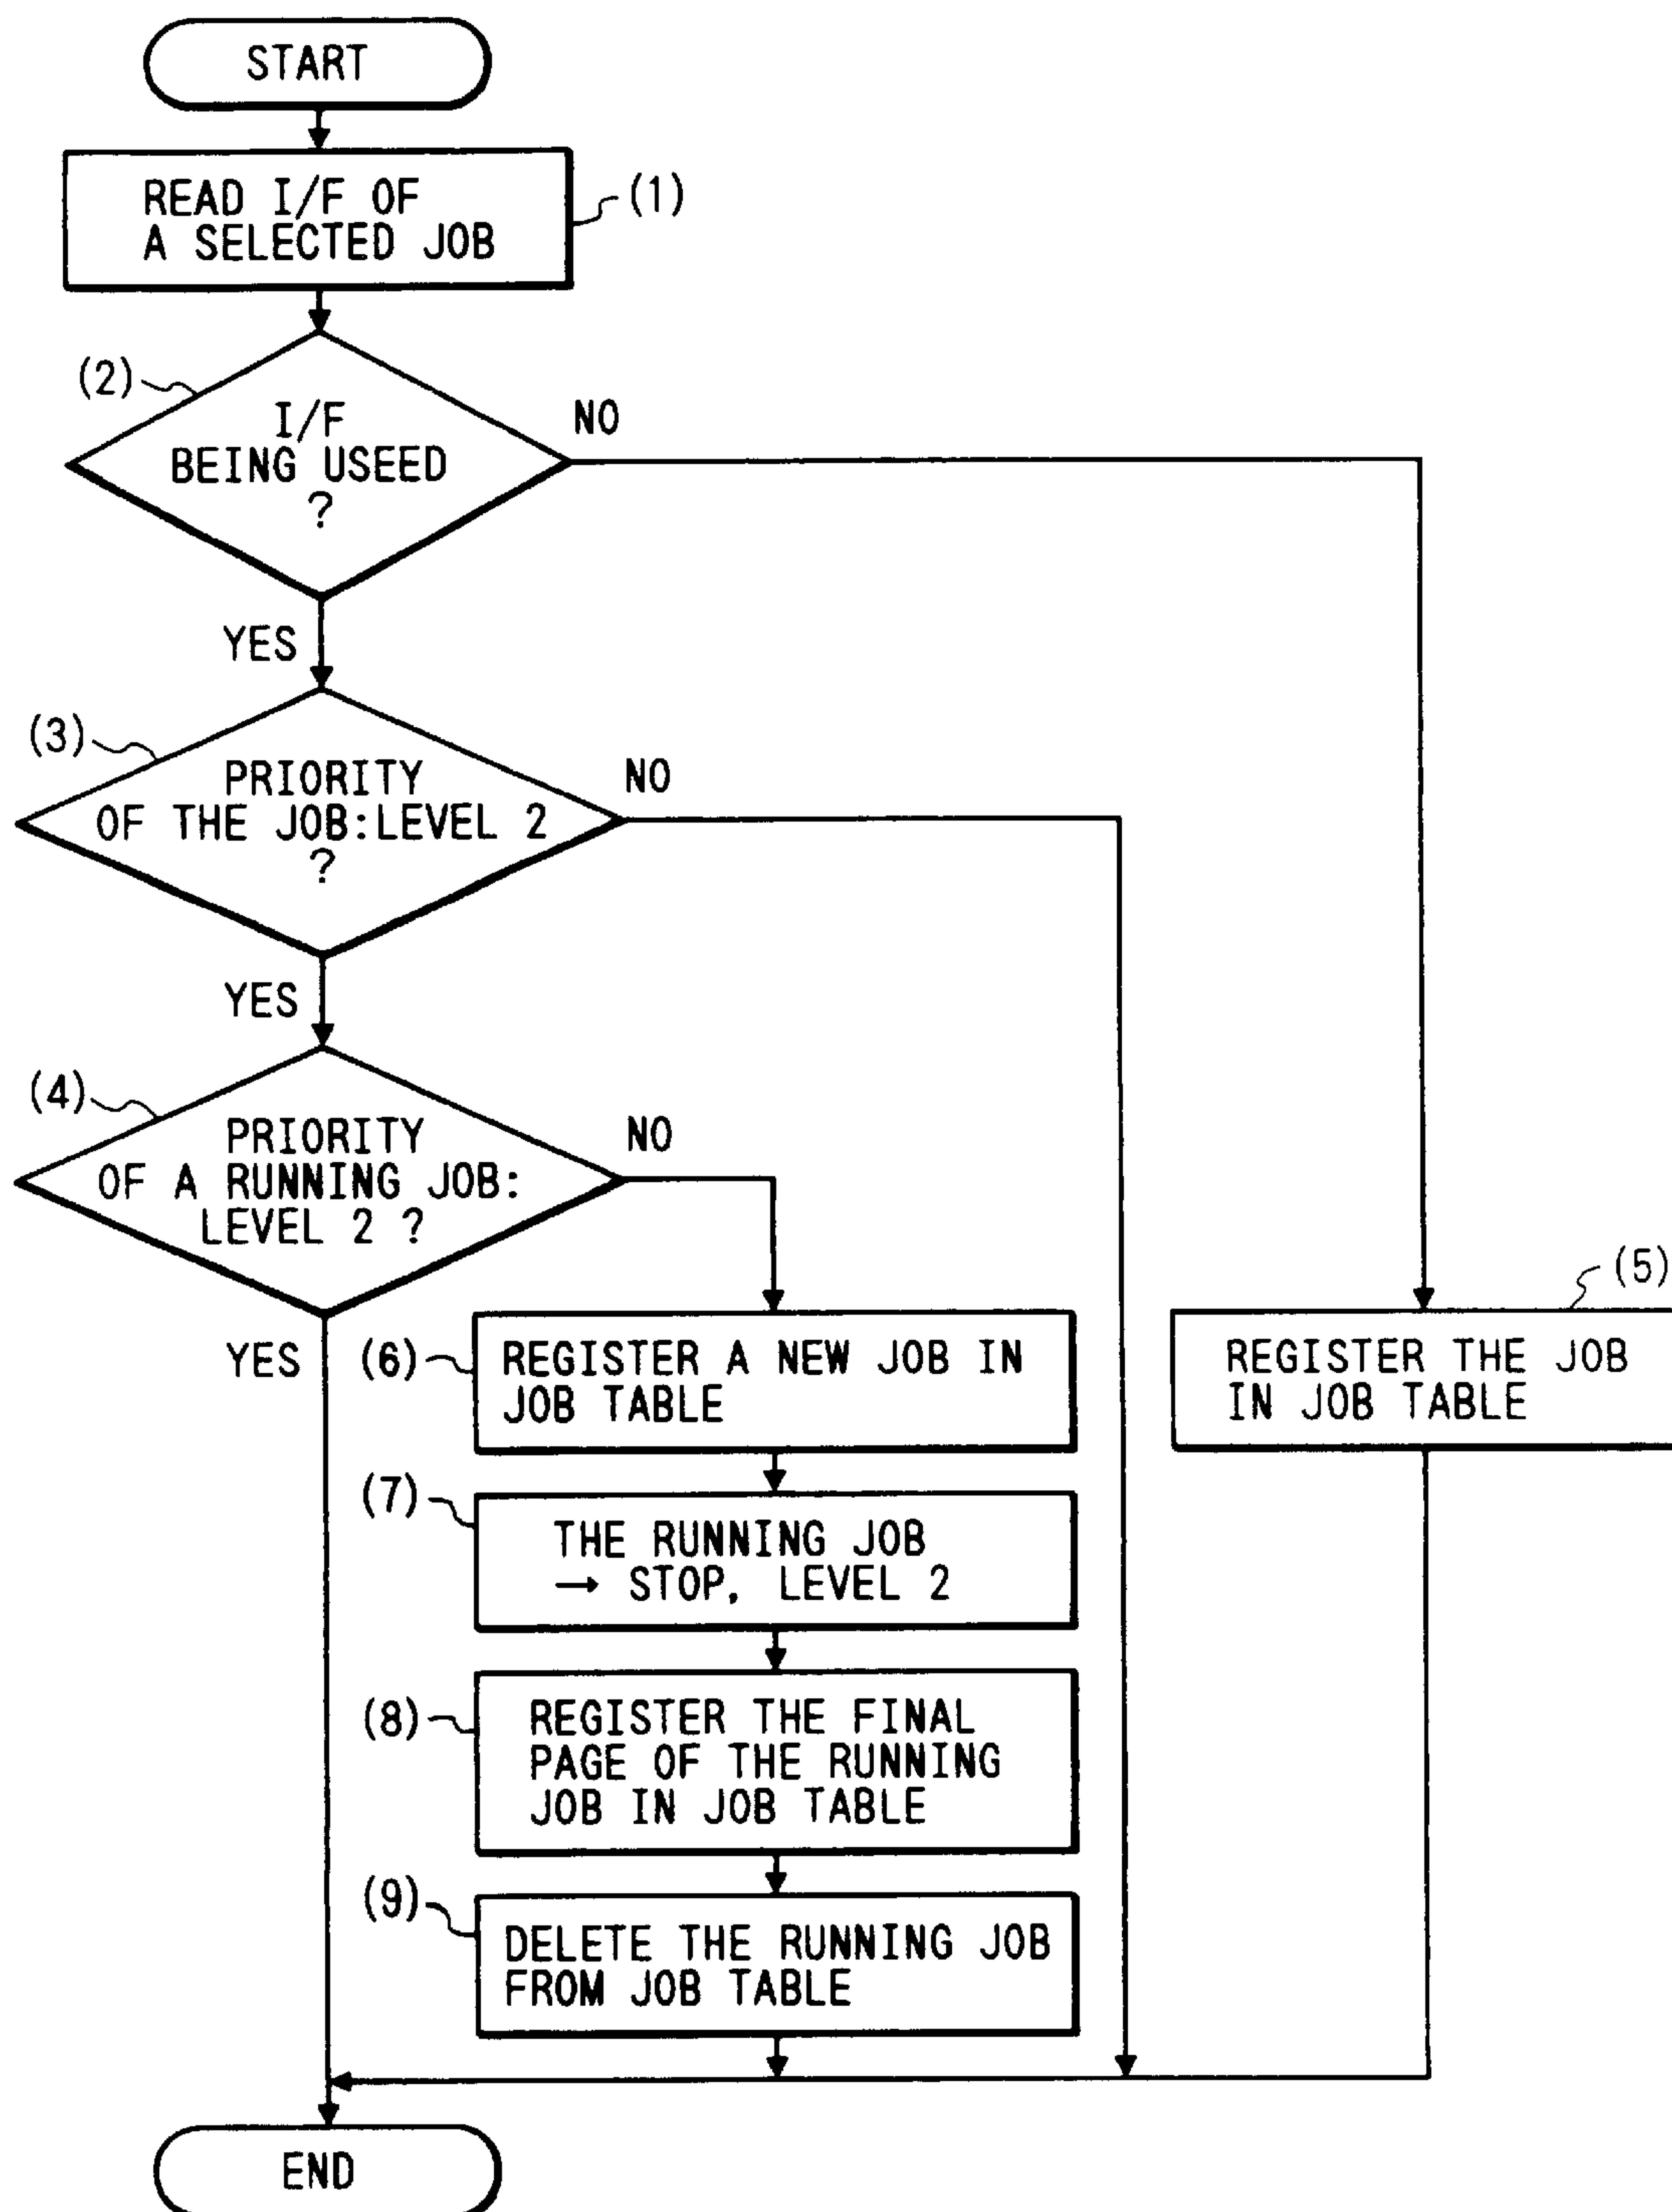 START
READ I/F OF
A SELECTED JOB
(1)
(2)
I/F
BEING USEED
?
NO
YES
(3)
PRIORITY
OF THE JOB:LEVEL 2
?
NO
YES
(4)
PRIORITY
OF A RUNNING JOB:
LEVEL 2 ?
NO
YES
(5)
REGISTER THE JOB
IN JOB TABLE
(6)
REGISTER A NEW JOB IN
JOB TABLE
(7)
THE RUNNING JOB
→ STOP, LEVEL 2
(8)
REGISTER THE FINAL
PAGE OF THE RUNNING
JOB IN JOB TABLE
(9)
DELETE THE RUNNING JOB
FROM JOB TABLE
END